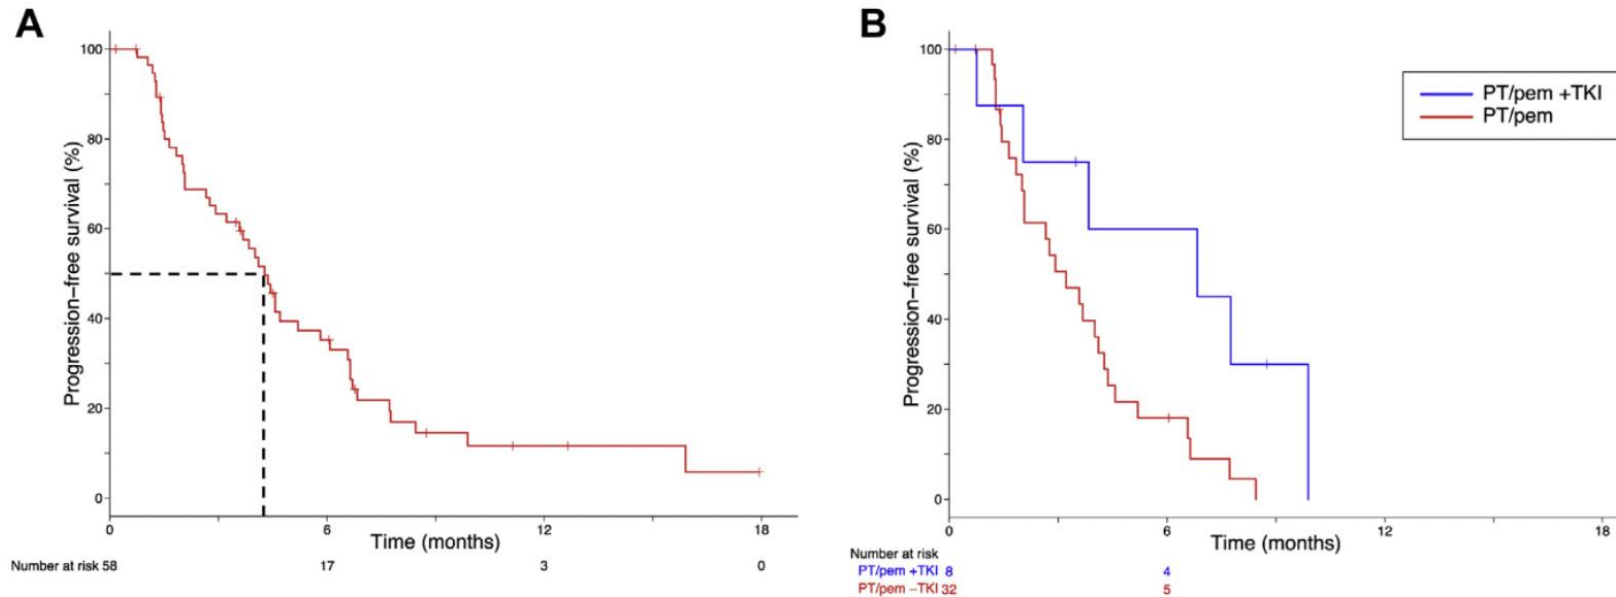 A
Progression–free survival (%)
100
80
60
40
20
0
0 6 12 18
Time (months)
Number at risk 58 17 3 0
B
Progression–free survival (%)
100
80
60
40
20
0
PT/pem +TKI
PT/pem
0 6 12 18
Time (months)
Number at risk
PT/pem +TKI 8 4
PT/pem –TKI 32 5